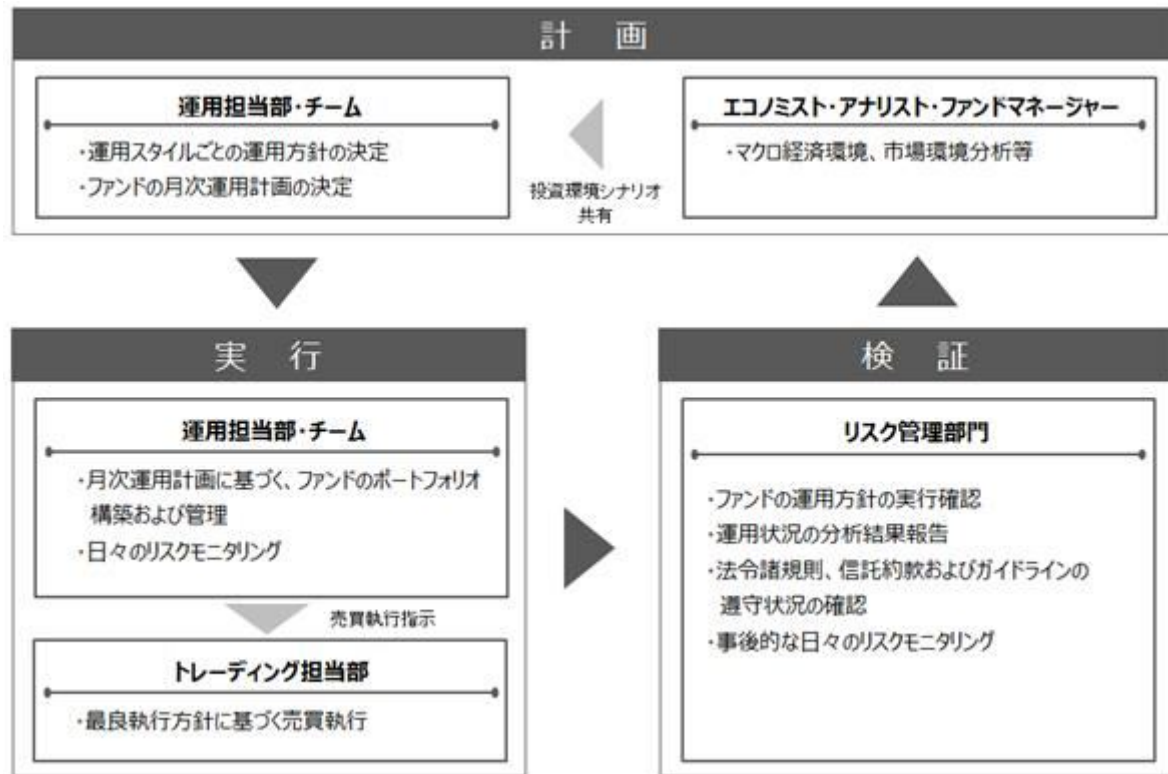 計 画
運用担当部・チーム
・運用スタイルごとの運用方針の決定
・ファンドの月次運用計画の決定
投資環境シナリオ
共有
エコノミスト・アナリスト・ファンドマネージャー
・マクロ経済環境、市場環境分析等
実 行
運用担当部・チーム
・月次運用計画に基づく、ファンドのポートフォリオ
構築および管理
・日々のリスクモニタリング
売買執行指示
トレーディング担当部
・最良執行方針に基づく売買執行
検 証
リスク管理部門
・ファンドの運用方針の実行確認
・運用状況の分析結果報告
・法令諸規則、信託約款およびガイドラインの
遵守状況の確認
・事後的な日々のリスクモニタリング